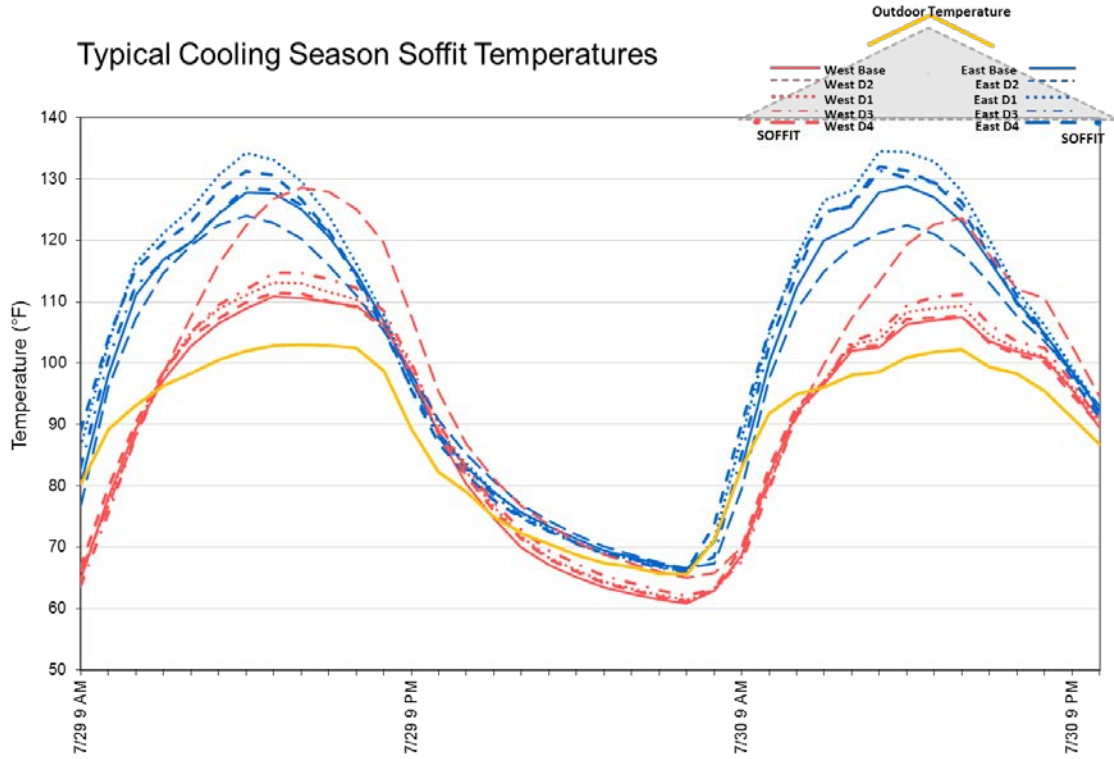 Outdoor Temperature
Typical Cooling Season Soffit Temperatures
West Base East Base
West D2 East D2
West D1 East D1
West D3 East D3
West D4 East D4
SOFFIT SOFFIT
Temperature (°F)
140
130
120
110
100
90
80
70
60
50
7/29 9 AM
7/29 9 PM
7/30 9 AM
7/30 9 PM